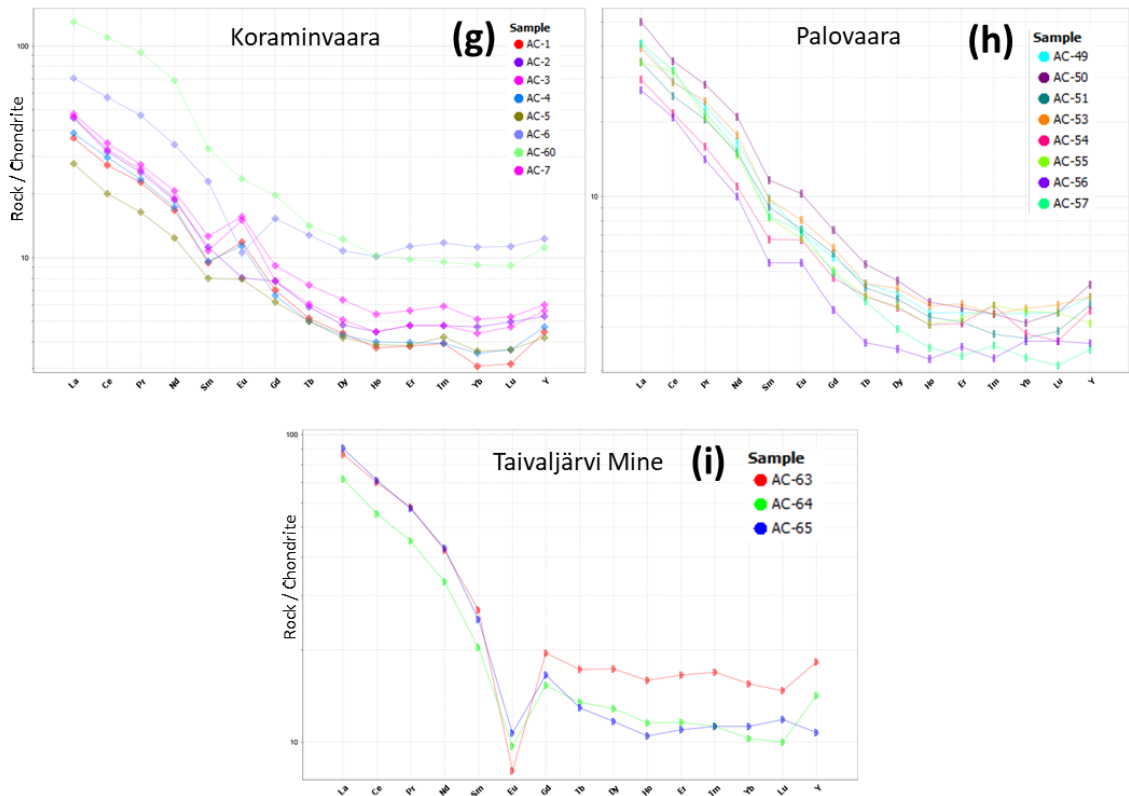 Koraminvaara
(g)
Sample
AC-1
AC-2
AC-3
AC-4
AC-5
AC-6
AC-60
AC-7
100
10
Rock / Chondrite
La Ce Pr Nd Sm Eu Gd Tb Dy Ho Er Tm Yb Lu Y
Palovaara
(h)
Sample
AC-49
AC-50
AC-51
AC-53
AC-54
AC-55
AC-56
AC-57
10
La Ce Pr Nd Sm Eu Gd Tb Dy Ho Er Tm Yb Lu Y
Taivaljärvi Mine
(i)
Sample
AC-63
AC-64
AC-65
100
10
Rock / Chondrite
La Ce Pr Nd Sm Eu Gd Tb Dy Ho Er Tm Yb Lu Y